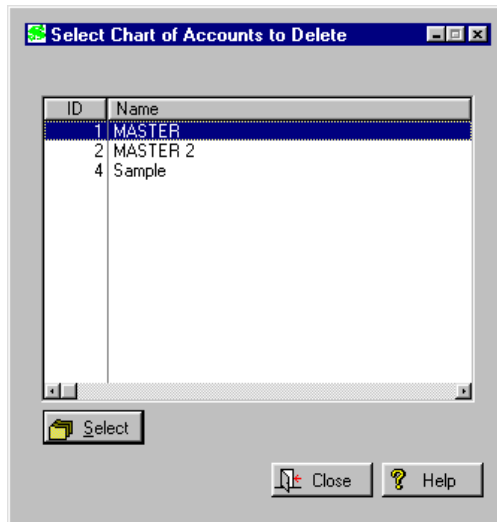 Select Chart of Accounts to Delete
ID Name
1 MASTER
2 MASTER 2
4 Sample
Select
Close Help